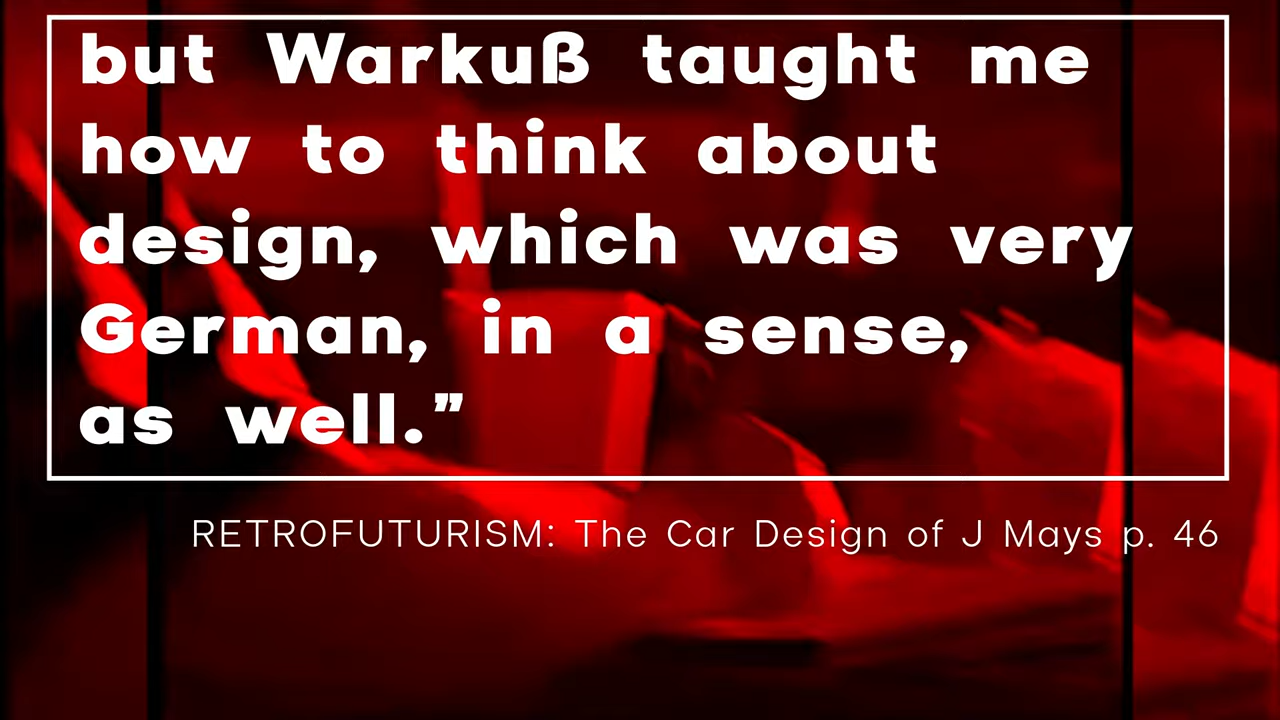 but Warkuß taught me
how to think about
design, which was very
German, in a sense,
as well.”
RETROFUTURISM: The Car Design of J Mays p. 46